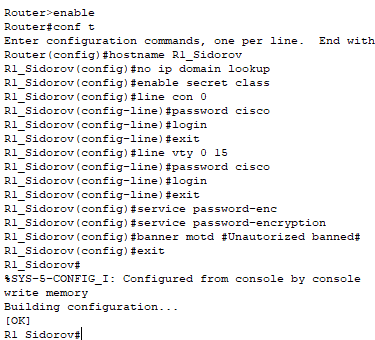 Router>enable
Router#conf t
Enter configuration commands, one per line.  End with
Router(config)#hostname R1_Sidorov
R1_Sidorov(config)#no ip domain lookup
R1_Sidorov(config)#enable secret class
R1_Sidorov(config)#line con 0
R1_Sidorov(config-line)#password cisco
R1_Sidorov(config-line)#login
R1_Sidorov(config-line)#exit
R1_Sidorov(config)#line vty 0 15
R1_Sidorov(config-line)#password cisco
R1_Sidorov(config-line)#login
R1_Sidorov(config-line)#exit
R1_Sidorov(config)#service password-enc
R1_Sidorov(config)#service password-encryption
R1_Sidorov(config)#banner motd #Unautorized banned#
R1_Sidorov(config)#exit
R1_Sidorov#
%SYS-5-CONFIG_I: Configured from console by console
write memory
Building configuration...
[OK]
R1_Sidorov#